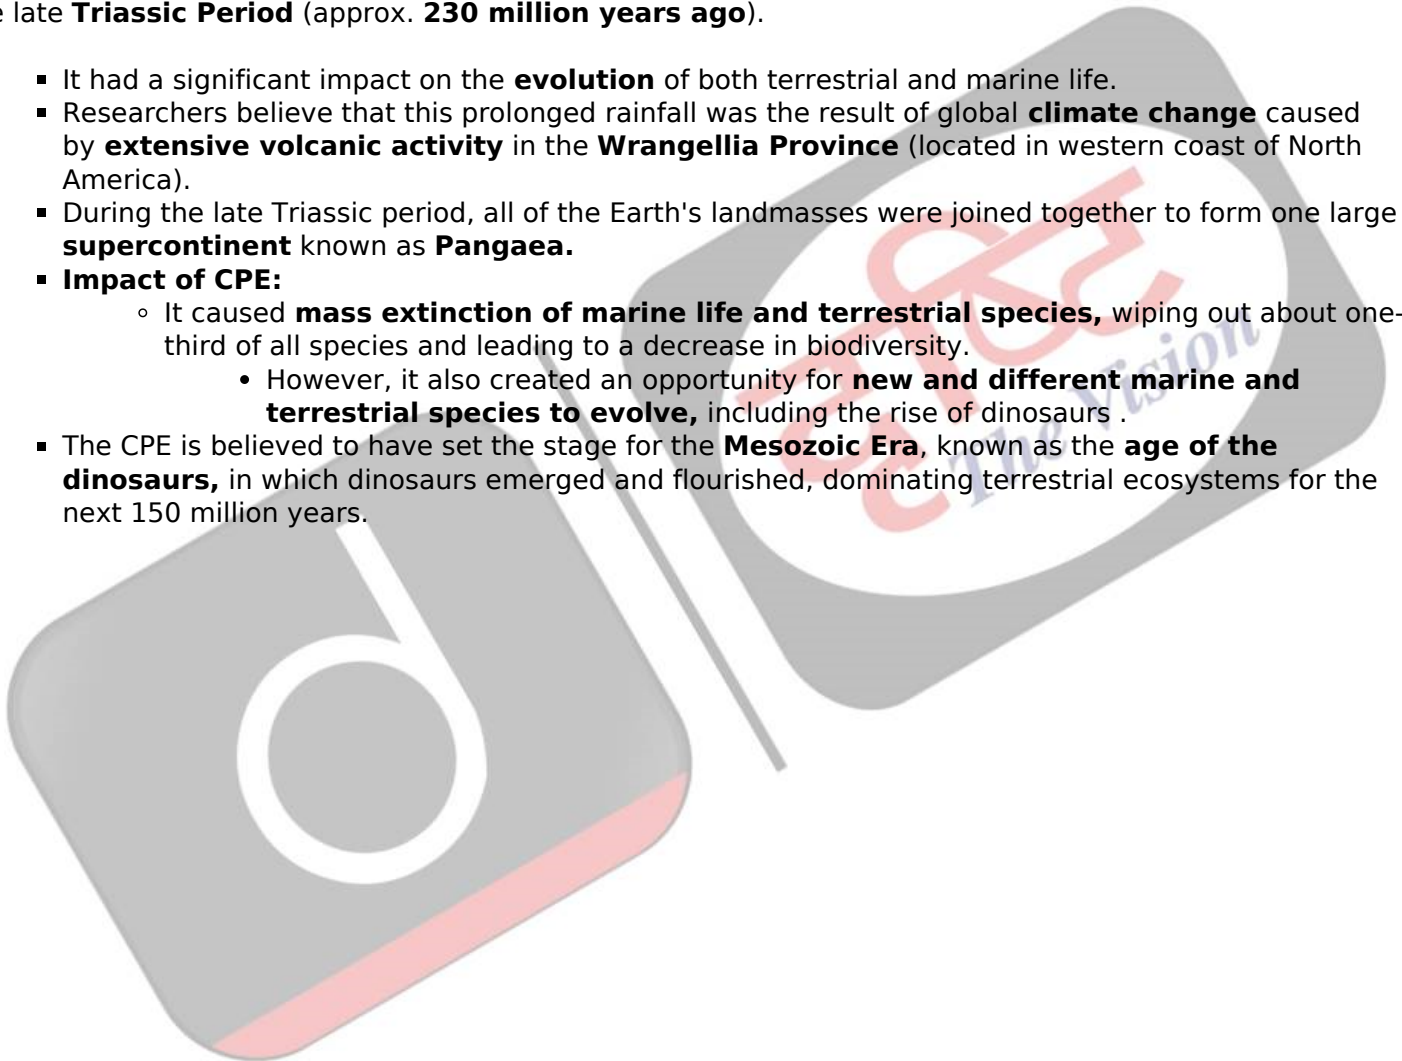 e late Triassic Period (approx. 230 million years ago).
▪ It had a significant impact on the evolution of both terrestrial and marine life.
▪ Researchers believe that this prolonged rainfall was the result of global climate change caused
by extensive volcanic activity in the Wrangellia Province (located in western coast of North
America).
▪ During the late Triassic period, all of the Earth's landmasses were joined together to form one large
supercontinent known as Pangaea.
▪ Impact of CPE:
◦ It caused mass extinction of marine life and terrestrial species, wiping out about one-
third of all species and leading to a decrease in biodiversity.
• However, it also created an opportunity for new and different marine and
terrestrial species to evolve, including the rise of dinosaurs .
▪ The CPE is believed to have set the stage for the Mesozoic Era, known as the age of the
dinosaurs, in which dinosaurs emerged and flourished, dominating terrestrial ecosystems for the
next 150 million years.
दृष्टि
The Vision
d